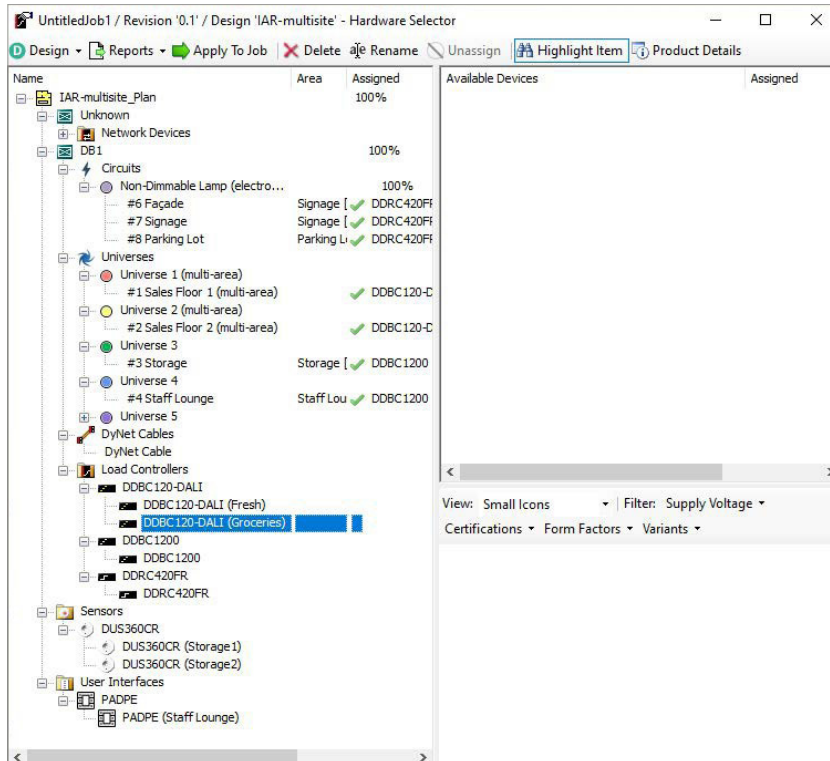 UntitledJob1 / Revision '0.1' / Design 'IAR-multisite' - Hardware Selector
Design Reports Apply To Job Delete Rename Unassign Highlight Item Product Details
Name Area Assigned
IAR-multisite_Plan 100%
Unknown
Network Devices
DB1 100%
Circuits
Non-Dimmable Lamp (electro... 100%
#6 Façade Signage [ DDRC420FR
#7 Signage Signage [ DDRC420FR
#8 Parking Lot Parking Lo DDRC420FR
Universes
Universe 1 (multi-area)
#1 Sales Floor 1 (multi-area) DDBC120-D
Universe 2 (multi-area)
#2 Sales Floor 2 (multi-area) DDBC120-D
Universe 3
#3 Storage Storage [ DDBC1200
Universe 4
#4 Staff Lounge Staff Lou DDBC1200
Universe 5
DyNet Cables
DyNet Cable
Load Controllers
DDBC120-DALI
DDBC120-DALI (Fresh)
DDBC120-DALI (Groceries)
DDBC1200
DDBC1200
DDRC420FR
DDRC420FR
Sensors
DUS360CR
DUS360CR (Storage1)
DUS360CR (Storage2)
User Interfaces
PADPE
PADPE (Staff Lounge)
Available Devices Assigned
View: Small Icons Filter: Supply Voltage
Certifications Form Factors Variants